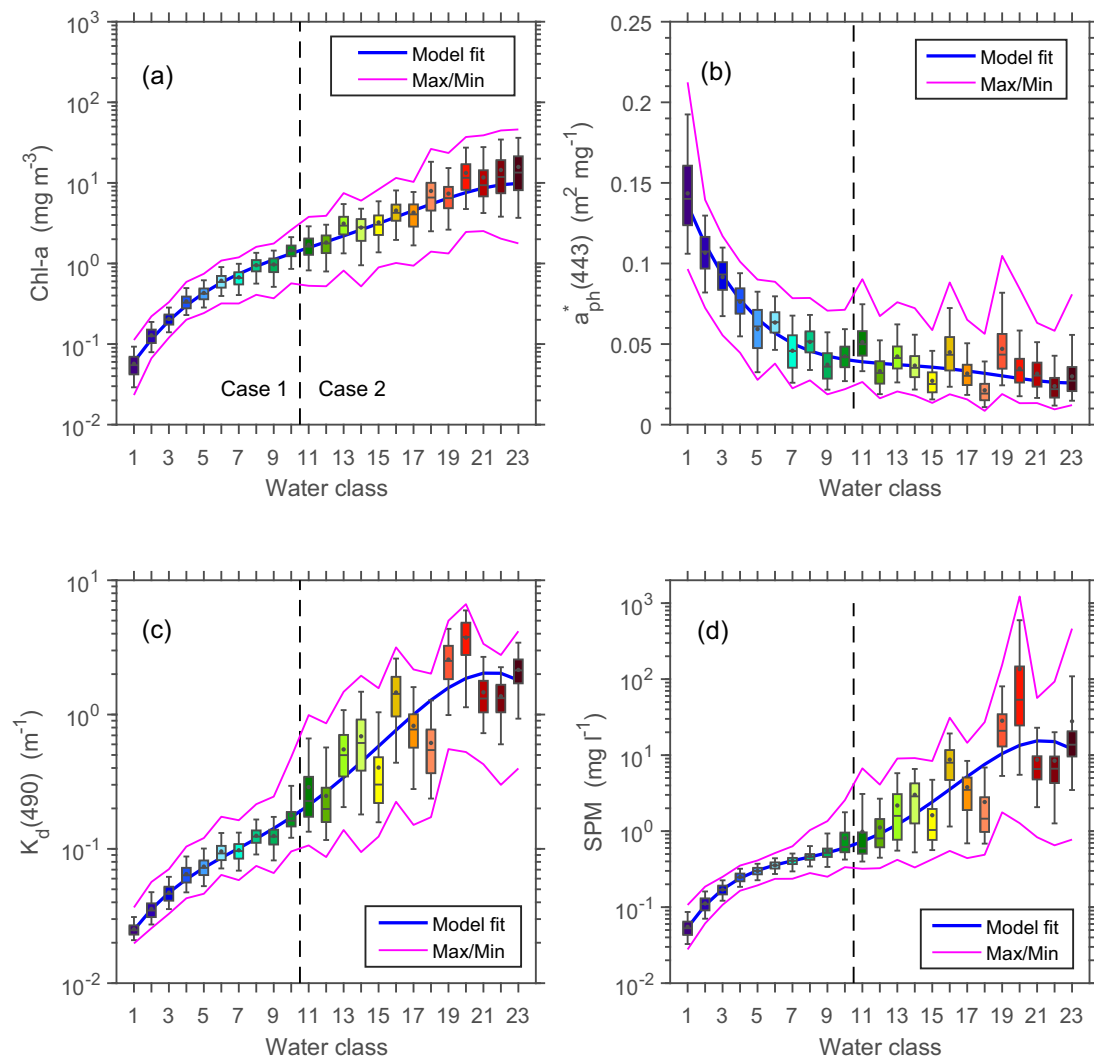 (a)
Model fit
Max/Min
10^3
10^2
10^1
10^0
10^-1
10^-2
Chl-a (mg m^-3)
Case 1
Case 2
1 3 5 7 9 11 13 15 17 19 21 23
Water class
(b)
Model fit
Max/Min
0.25
0.2
0.15
0.1
0.05
0
a*_ph(443) (m^2 mg^-1)
1 3 5 7 9 11 13 15 17 19 21 23
Water class
(c)
10^1
10^0
10^-1
10^-2
K_d(490) (m^-1)
Model fit
Max/Min
1 3 5 7 9 11 13 15 17 19 21 23
Water class
(d)
10^3
10^2
10^1
10^0
10^-1
10^-2
SPM (mg l^-1)
Model fit
Max/Min
1 3 5 7 9 11 13 15 17 19 21 23
Water class